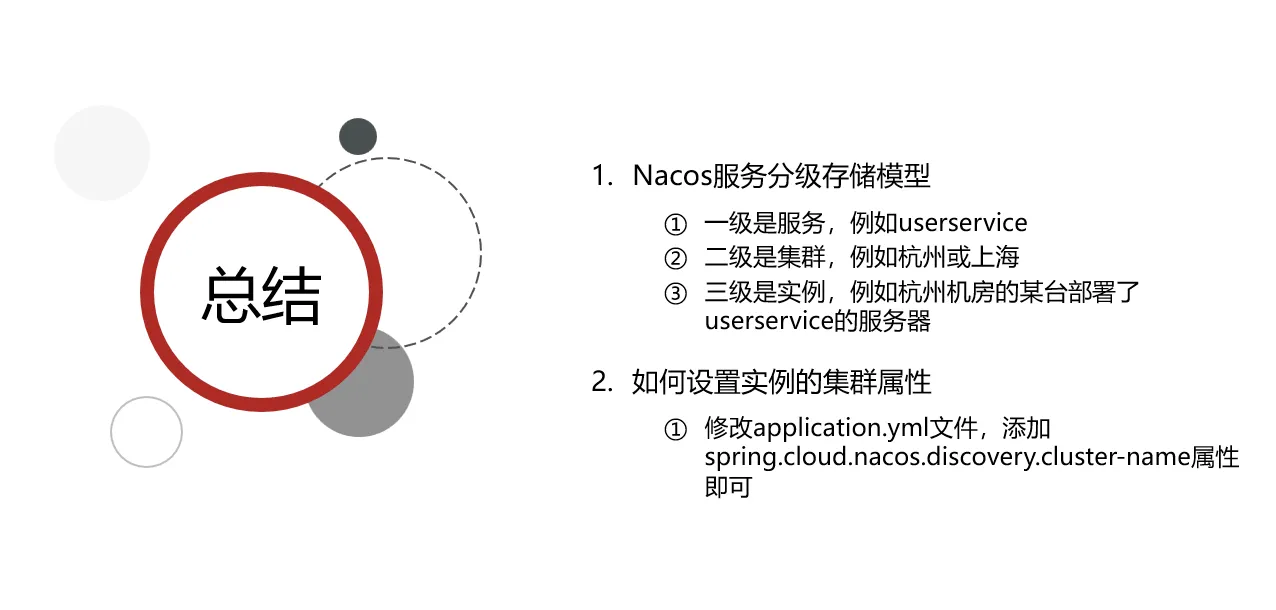 总结
1. Nacos服务分级存储模型
① 一级是服务，例如userservice
② 二级是集群，例如杭州或上海
③ 三级是实例，例如杭州机房的某台部署了
userservice的服务器
2. 如何设置实例的集群属性
① 修改application.yml文件，添加
spring.cloud.nacos.discovery.cluster-name属性
即可